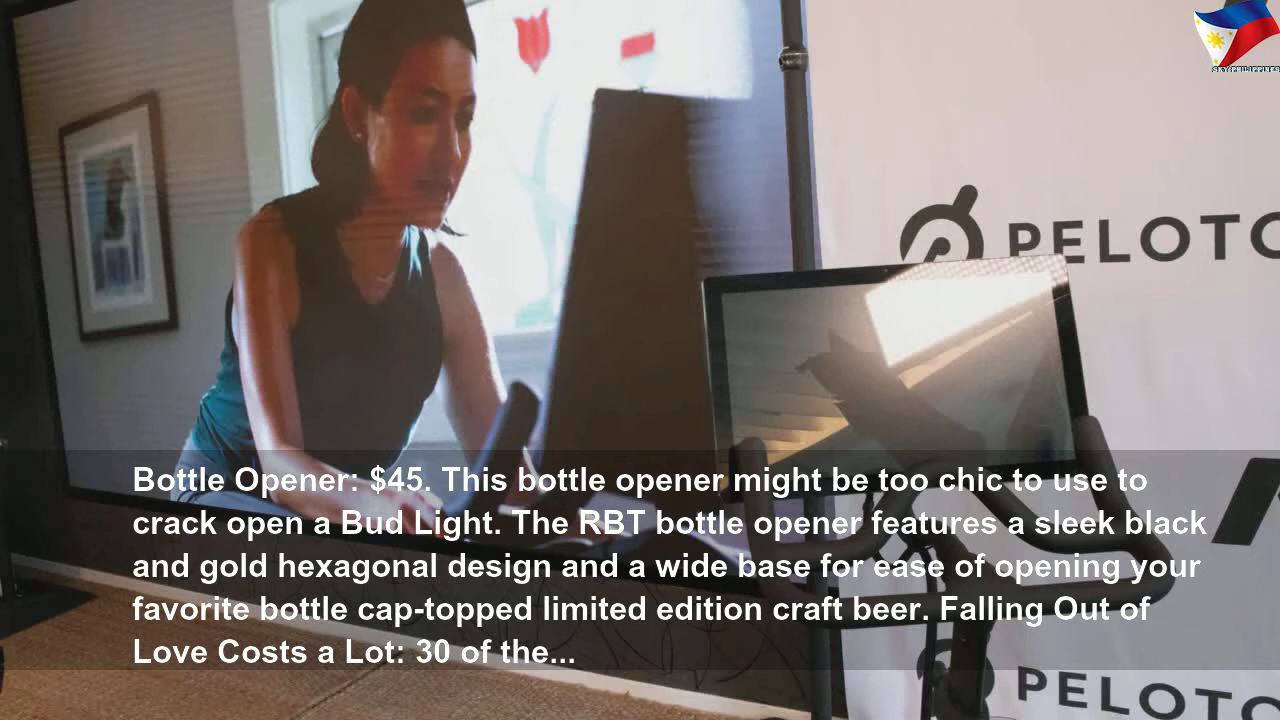 SKY PHILIPPINES
PELOTO
Bottle Opener: $45. This bottle opener might be too chic to use to
crack open a Bud Light. The RBT bottle opener features a sleek black
and gold hexagonal design and a wide base for ease of opening your
favorite bottle cap-topped limited edition craft beer. Falling Out of
Love Costs a Lot: 30 of the...
PELOTO